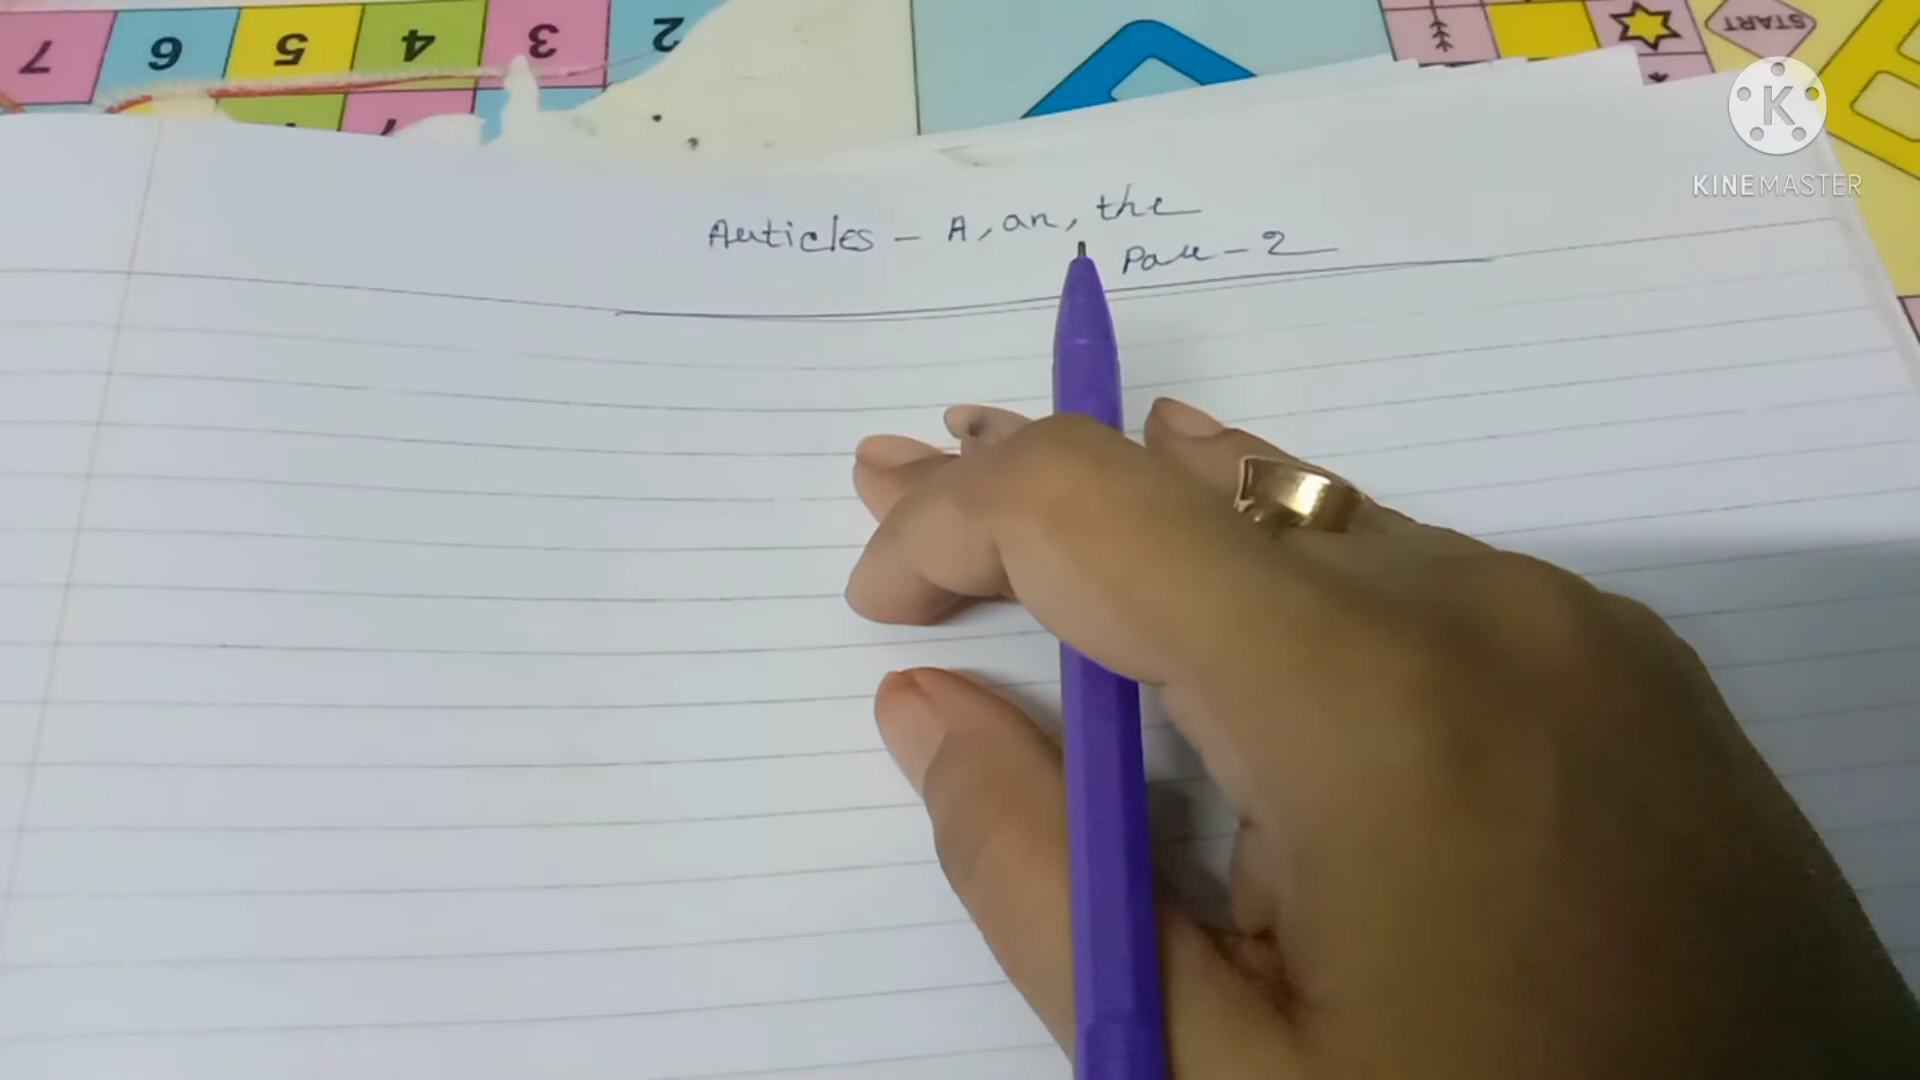 7 6 5 4 3 2
START
KINEMASTER
Articles - A, an, the
Part - 2